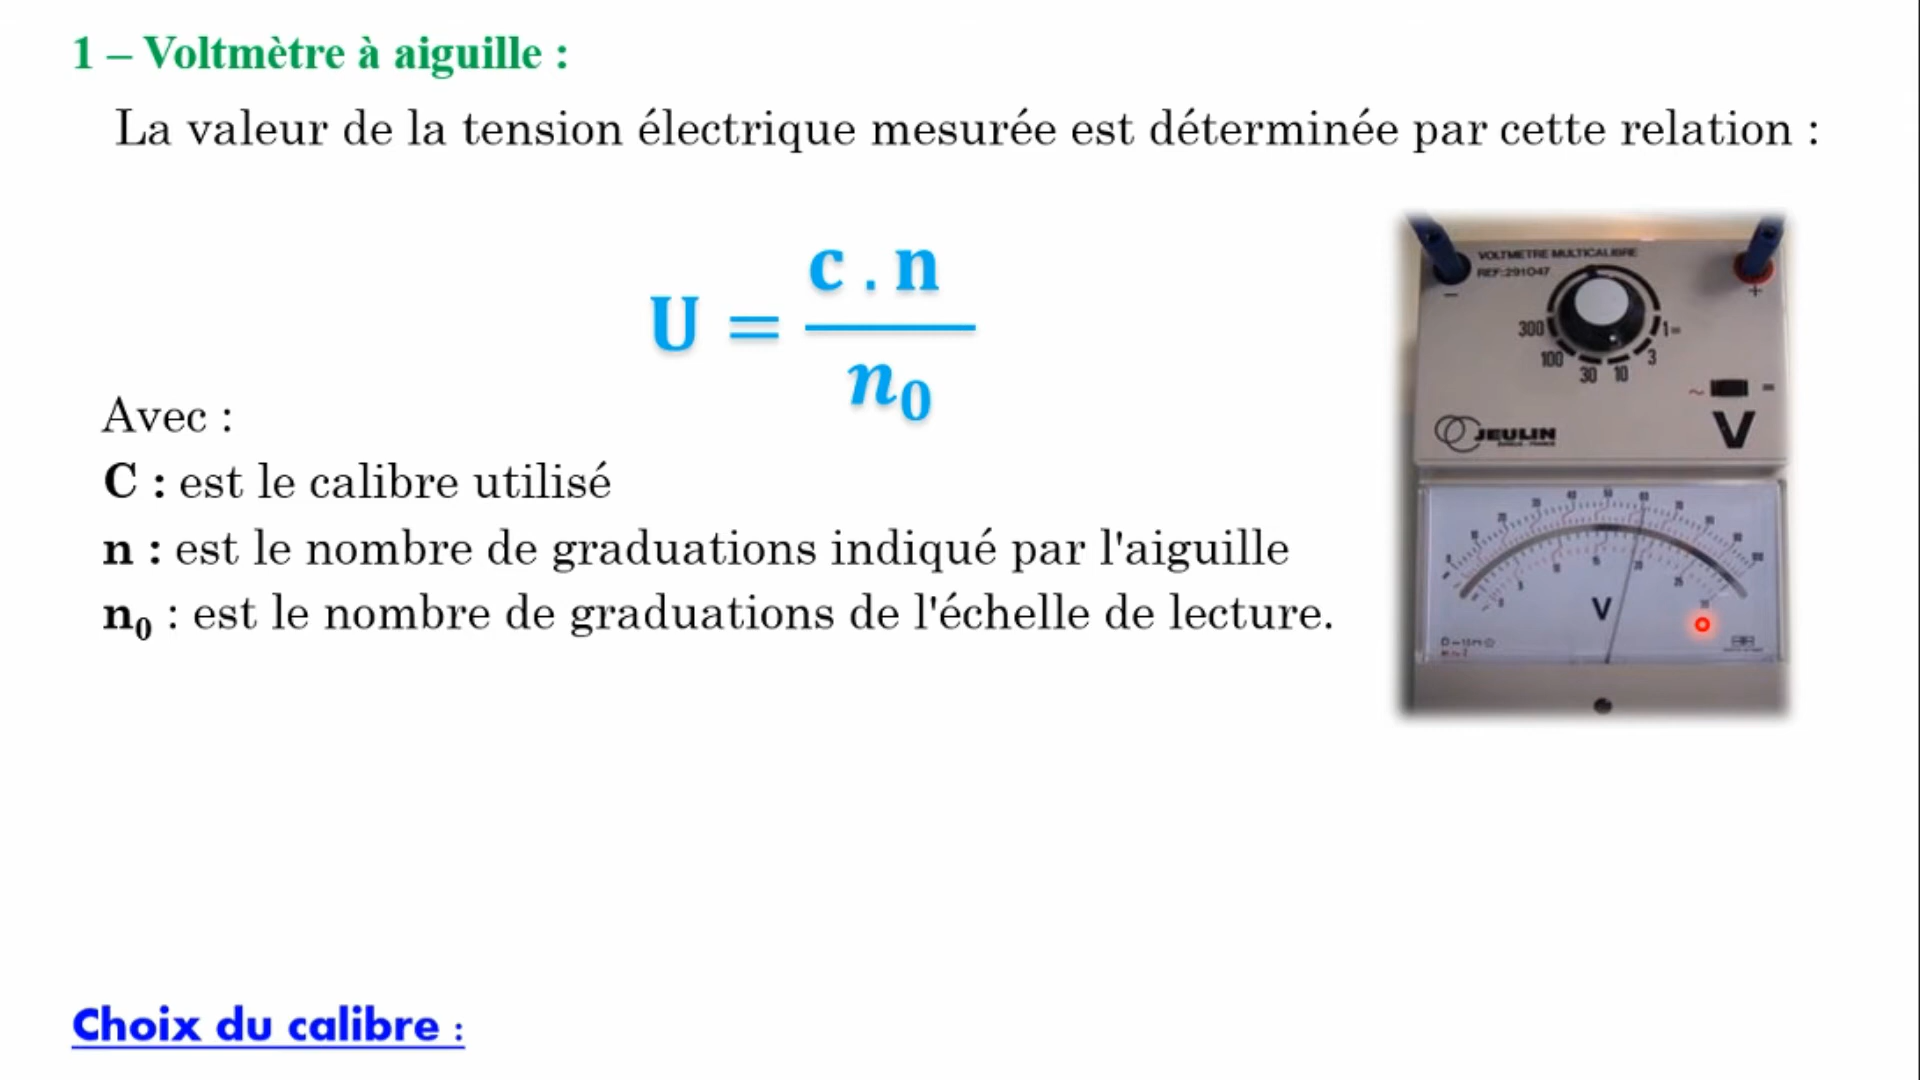 1 – Voltmètre à aiguille :
La valeur de la tension électrique mesurée est déterminée par cette relation :
U = c . n / n₀
Avec :
C : est le calibre utilisé
n : est le nombre de graduations indiqué par l'aiguille
n₀ : est le nombre de graduations de l'échelle de lecture.
VOLTMETRE MULTICALIBRE
REF:291047
– +
300 1=
100 3
30 10
~ =
JEULIN V
V
Choix du calibre :